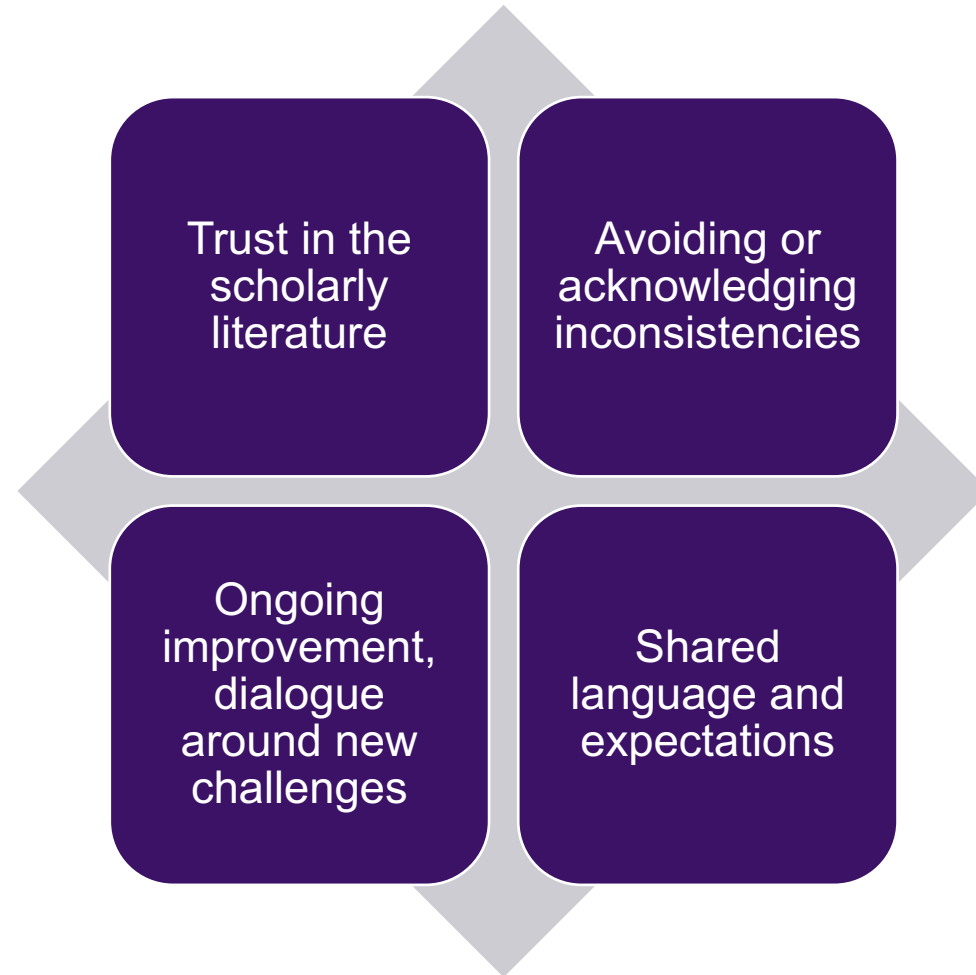 Trust in the
scholarly
literature
Avoiding or
acknowledging
inconsistencies
Ongoing
improvement,
dialogue
around new
challenges
Shared
language and
expectations